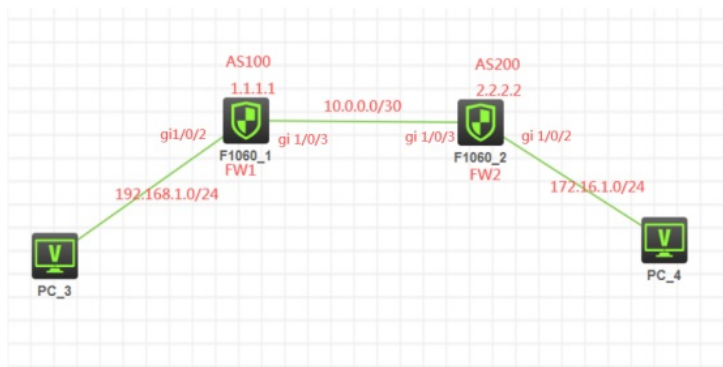 AS100
1.1.1.1
AS200
2.2.2.2
10.0.0.0/30
gi1/0/2
gi 1/0/3
gi 1/0/3
gi 1/0/2
F1060_1
FW1
F1060_2
FW2
192.168.1.0/24
172.16.1.0/24
V
PC_3
V
PC_4